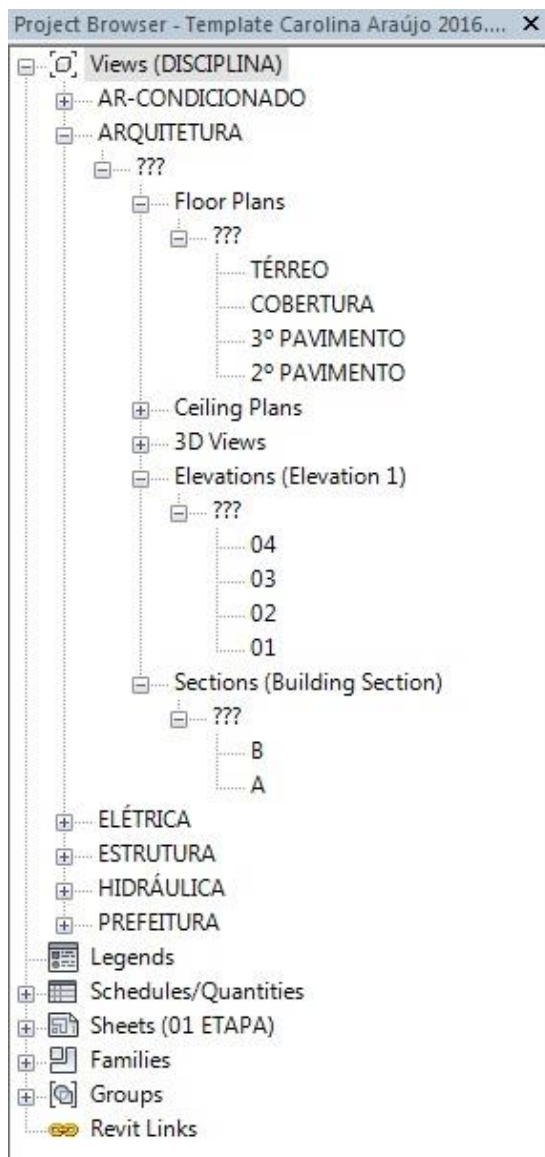 Project Browser - Template Carolina Araújo 2016....
Views (DISCIPLINA)
AR-CONDICIONADO
ARQUITETURA
???
Floor Plans
???
TÉRREO
COBERTURA
3º PAVIMENTO
2º PAVIMENTO
Ceiling Plans
3D Views
Elevations (Elevation 1)
???
04
03
02
01
Sections (Building Section)
???
B
A
ELÉTRICA
ESTRUTURA
HIDRÁULICA
PREFEITURA
Legends
Schedules/Quantities
Sheets (01 ETAPA)
Families
Groups
Revit Links